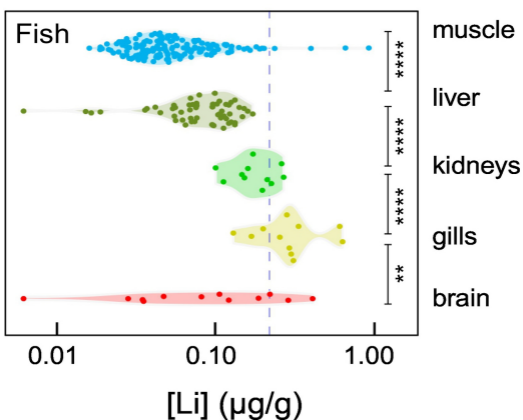 Fish
muscle
****
liver
****
kidneys
****
gills
**
brain
0.01 0.10 1.00
[Li] (µg/g)